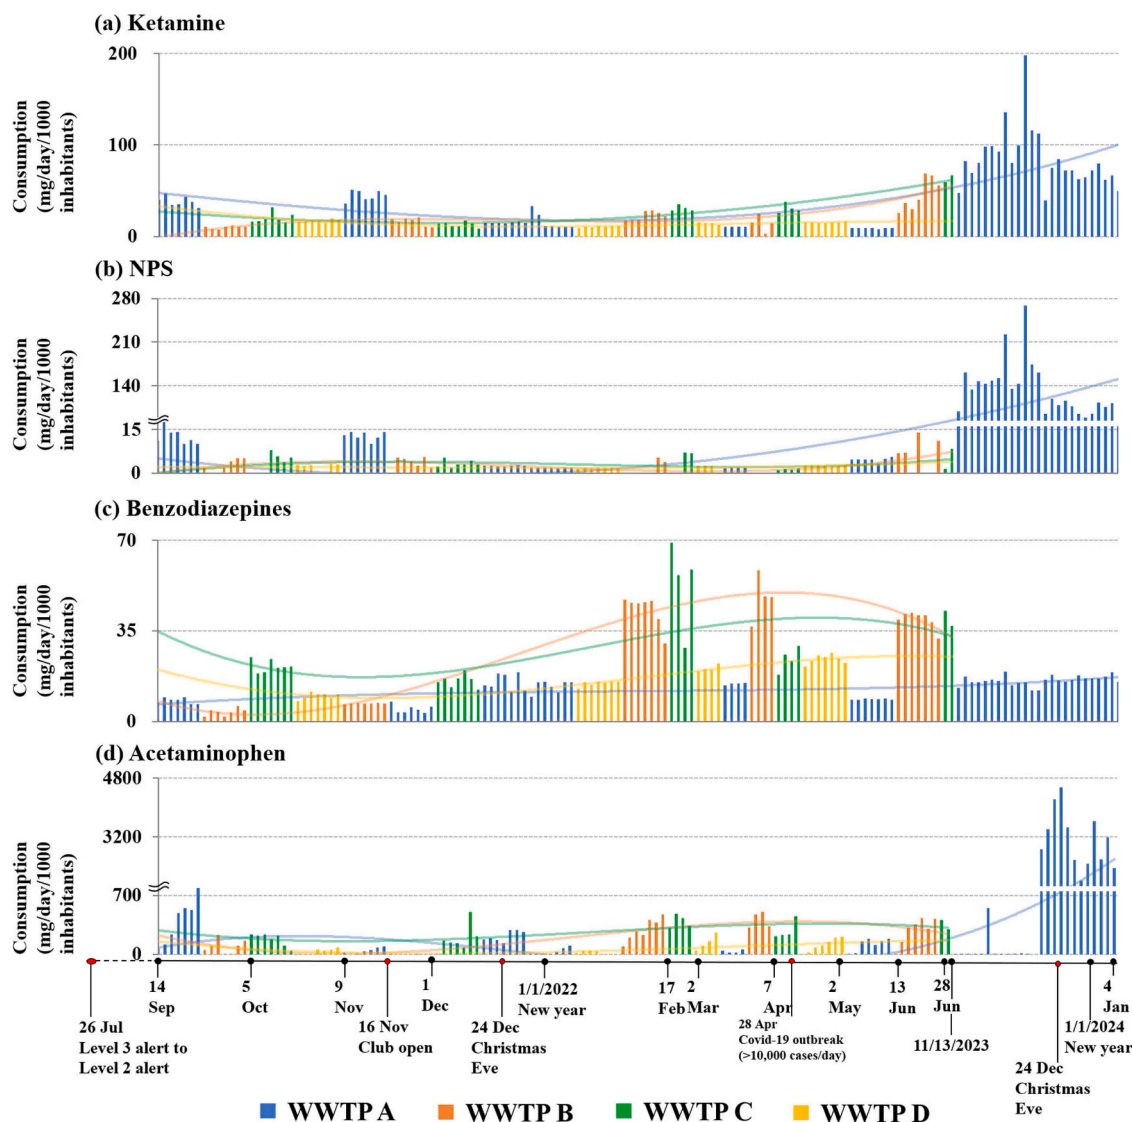 (a) Ketamine
Consumption
(mg/day/1000
inhabitants)
200
100
0
(b) NPS
Consumption
(mg/day/1000
inhabitants)
280
210
140
15
0
(c) Benzodiazepines
Consumption
(mg/day/1000
inhabitants)
70
35
0
(d) Acetaminophen
Consumption
(mg/day/1000
inhabitants)
4800
3200
700
0
14
Sep
5
Oct
9
Nov
1
Dec
1/1/2022
New year
17
Feb
2
Mar
7
Apr
2
May
13
Jun
28
Jun
4
Jan
26 Jul
Level 3 alert to
Level 2 alert
16 Nov
Club open
24 Dec
Christmas
Eve
28 Apr
Covid-19 outbreak
(>10,000 cases/day)
11/13/2023
1/1/2024
New year
24 Dec
Christmas
Eve
WWTP A
WWTP B
WWTP C
WWTP D